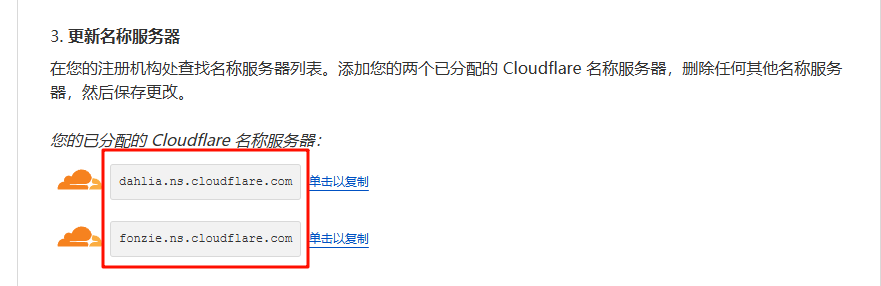 3. 更新名称服务器
在您的注册机构处查找名称服务器列表。添加您的两个已分配的 Cloudflare 名称服务器，删除任何其他名称服务
器，然后保存更改。
您的已分配的 Cloudflare 名称服务器：
dahlia.ns.cloudflare.com 单击以复制
fonzie.ns.cloudflare.com 单击以复制